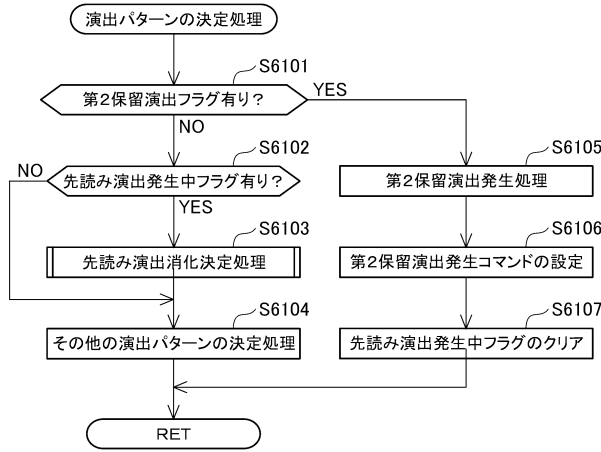 演出パターンの決定処理
S6101
第2保留演出フラグ有り？
YES
NO
S6102
NO
先読み演出発生中フラグ有り？
YES
S6103
先読み演出消化決定処理
S6104
その他の演出パターンの決定処理
S6105
第2保留演出発生処理
S6106
第2保留演出発生コマンドの設定
S6107
先読み演出発生中フラグのクリア
RET